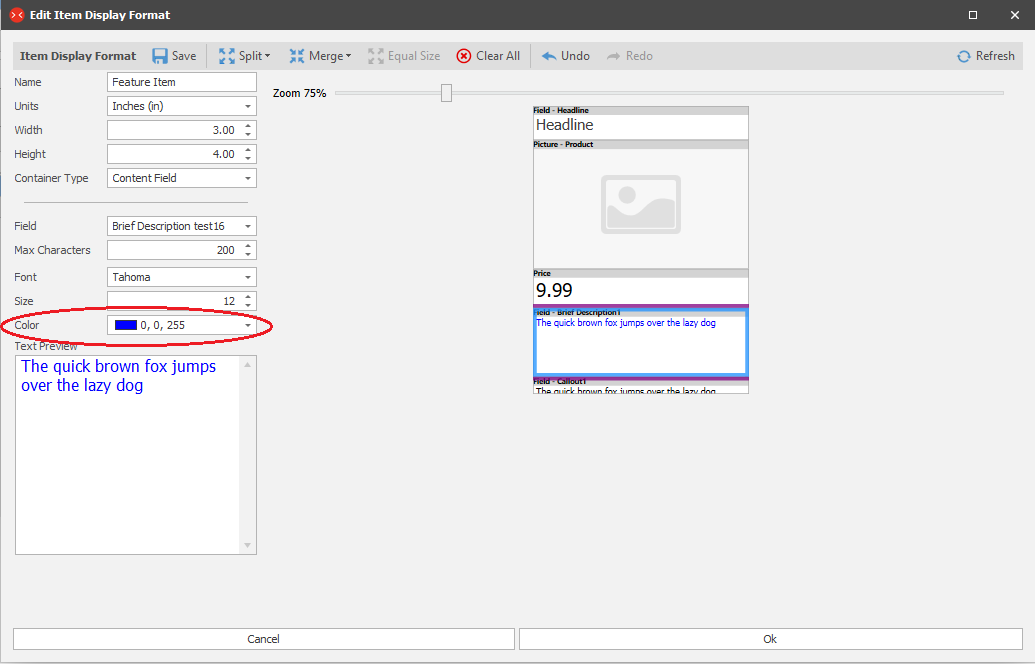 Edit Item Display Format
Item Display Format Save Split Merge Equal Size Clear All Undo Redo Refresh
Name Feature Item
Units Inches (in)
Width 3.00
Height 4.00
Container Type Content Field
Field Brief Description test16
Max Characters 200
Font Tahoma
Size 12
Color 0, 0, 255
Text Preview
The quick brown fox jumps
over the lazy dog
Zoom 75%
Field - Headline
Headline
Picture - Product
Price
9.99
Field - Brief Description1
The quick brown fox jumps over the lazy dog
Field - Callout1
The quick brown fox jumps over the lazy dog
Cancel Ok